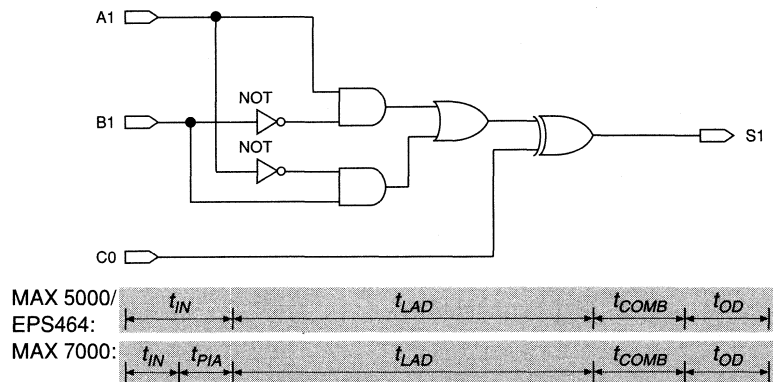 A1
NOT
B1
NOT
S1
C0
MAX 5000/
EPS464:
tIN tLAD tCOMB tOD
MAX 7000:
tIN tPIA tLAD tCOMB tOD